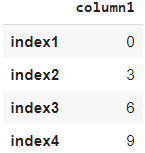 column1
index1 0
index2 3
index3 6
index4 9